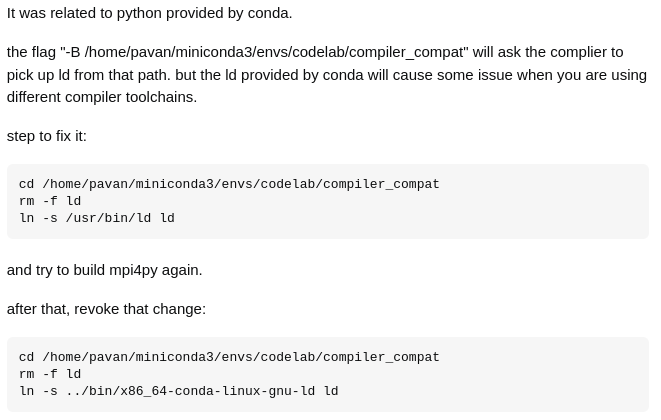 It was related to python provided by conda.
the flag "-B /home/pavan/miniconda3/envs/codelab/compiler_compat" will ask the complier to
pick up ld from that path. but the ld provided by conda will cause some issue when you are using
different compiler toolchains.
step to fix it:
cd /home/pavan/miniconda3/envs/codelab/compiler_compat
rm -f ld
ln -s /usr/bin/ld ld
and try to build mpi4py again.
after that, revoke that change:
cd /home/pavan/miniconda3/envs/codelab/compiler_compat
rm -f ld
ln -s ../bin/x86_64-conda-linux-gnu-ld ld